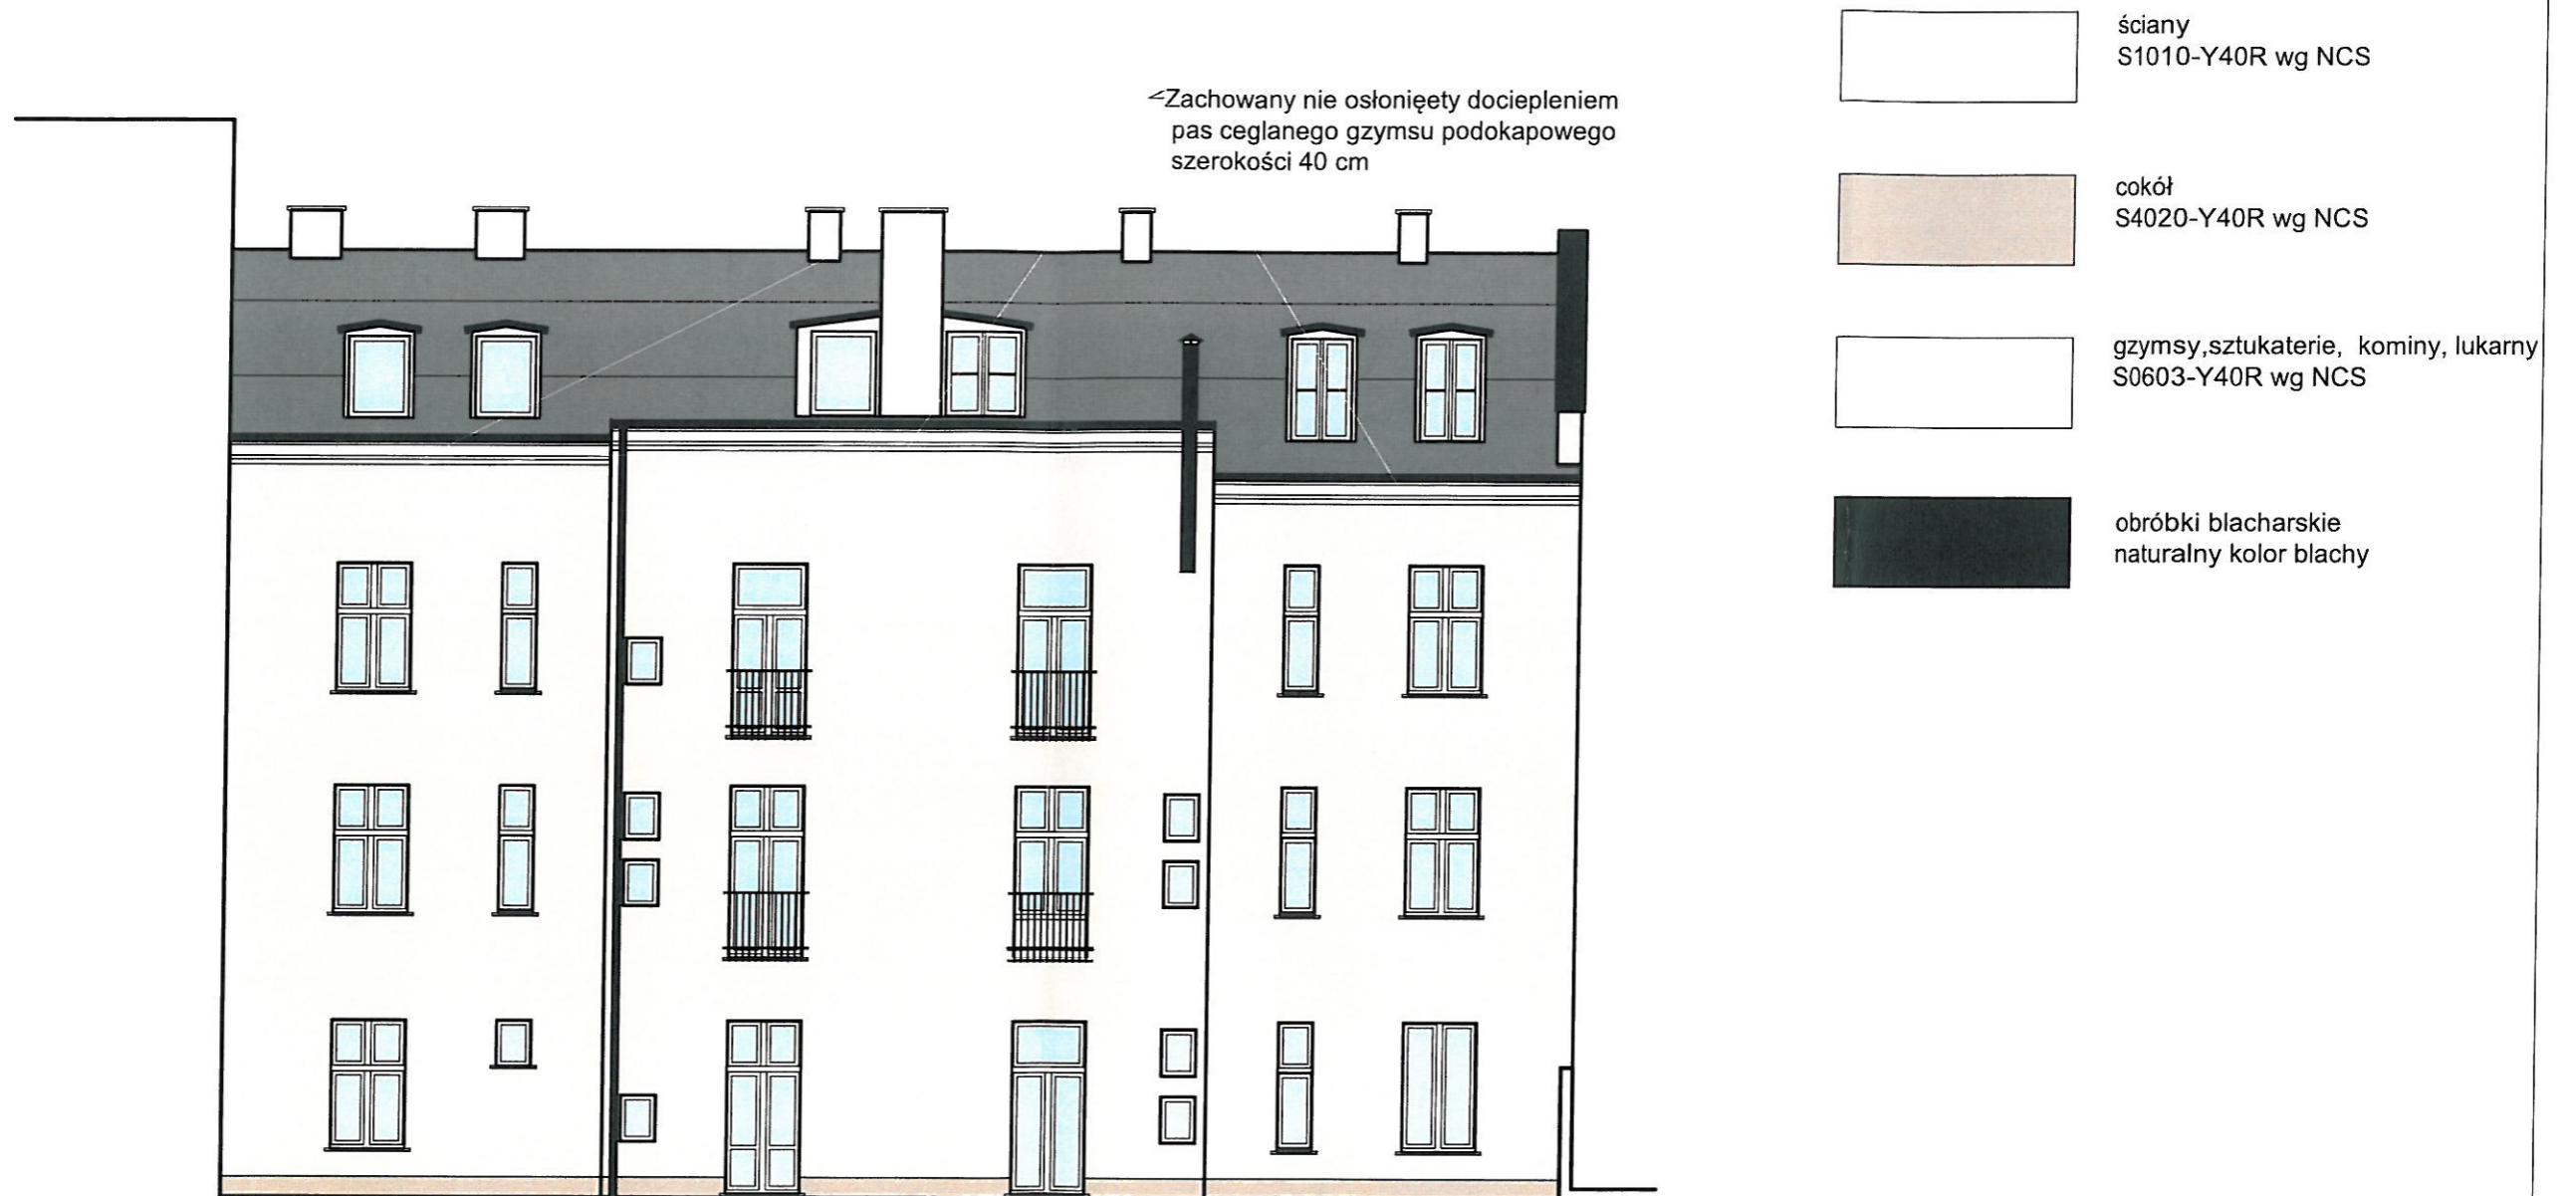 ściany
S1010-Y40R wg NCS
Zachowany nie osłonięety dociepleniem
pas ceglanego gzymsu podokapowego
szerokości 40 cm
cokół
S4020-Y40R wg NCS
gzymsy,sztukaterie, kominy, lukarny
S0603-Y40R wg NCS
obróbki blacharskie
naturalny kolor blachy